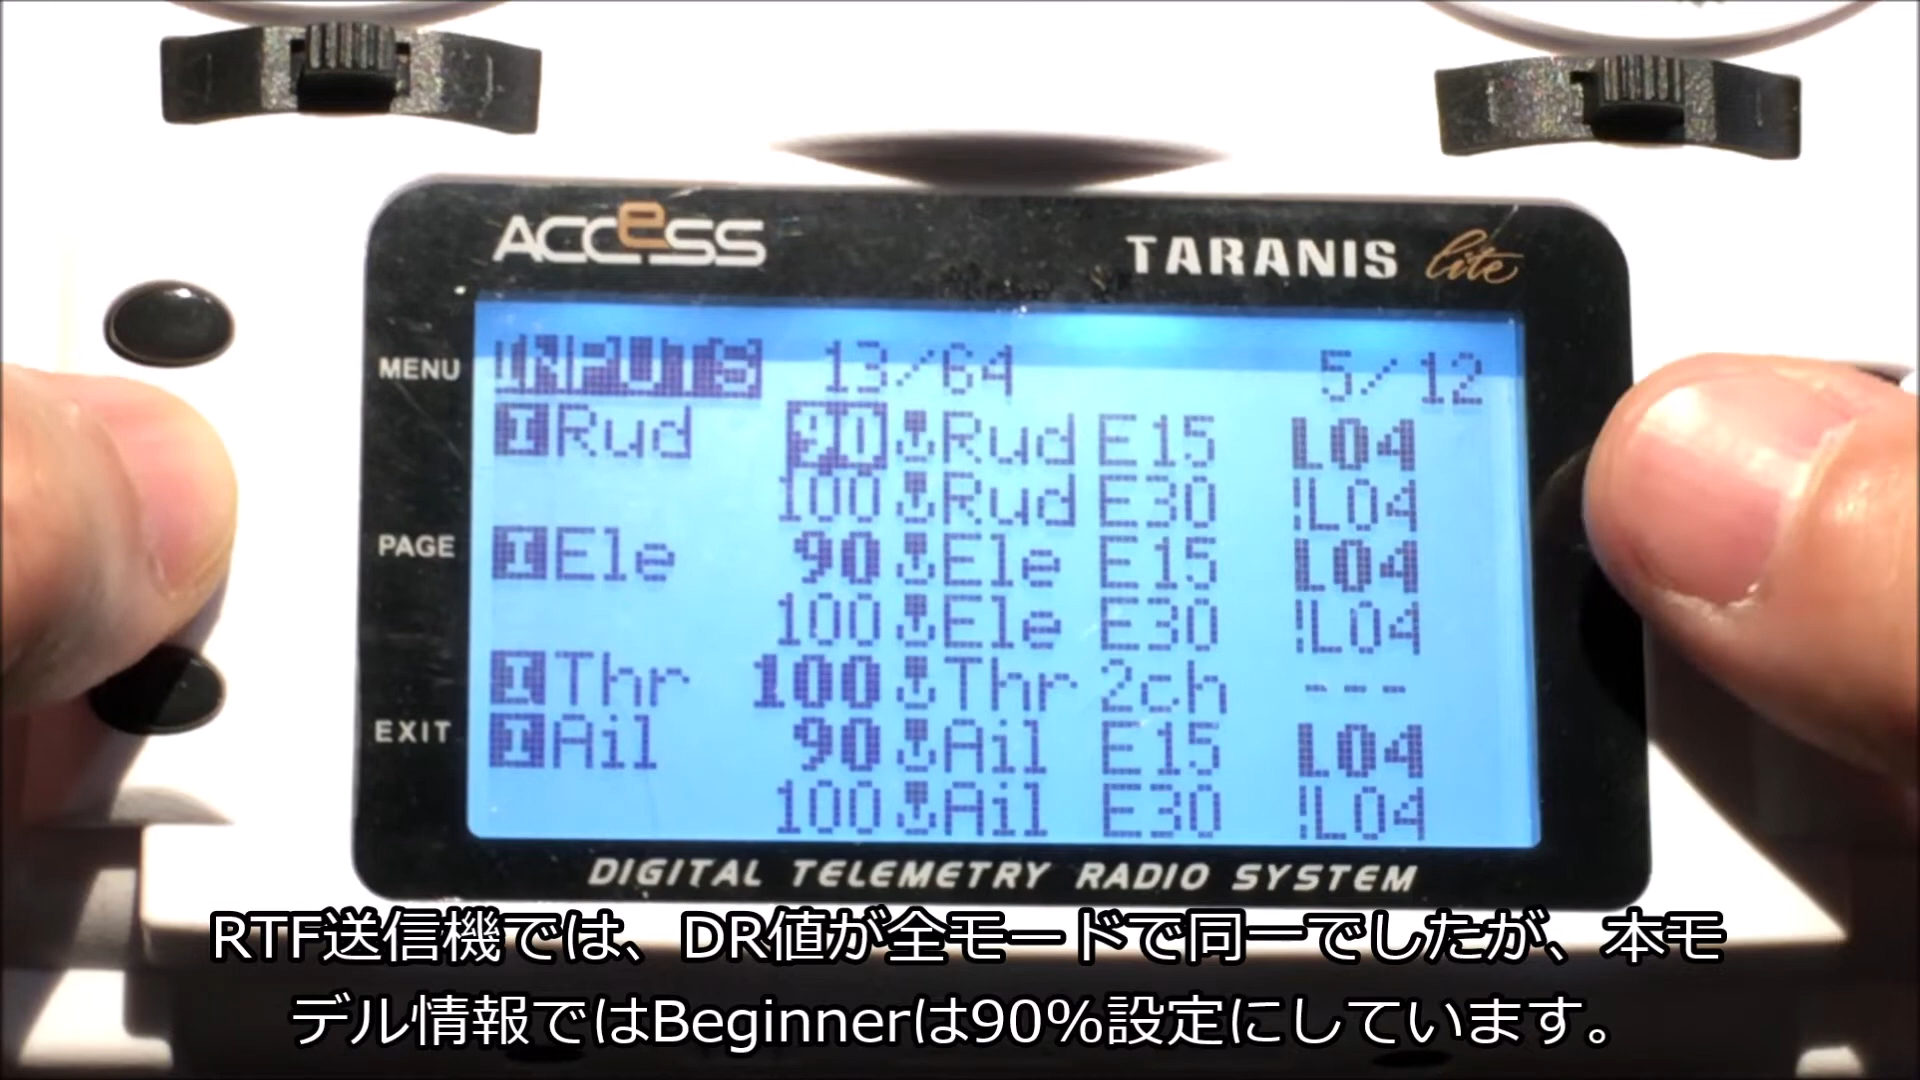 ACCeSS
TARANIS lite
MENU
PAGE
EXIT
INPUTS 13/64 5/12
I Rud 90 Rud E15 L04
100 Rud E30 !L04
I Ele 90 Ele E15 L04
100 Ele E30 !L04
I Thr 100 Thr 2ch ---
I Ail 90 Ail E15 L04
100 Ail E30 !L04
DIGITAL TELEMETRY RADIO SYSTEM
RTF送信機では、DR値が全モードで同一でしたが、本モ
デル情報ではBeginnerは90%設定にしています。